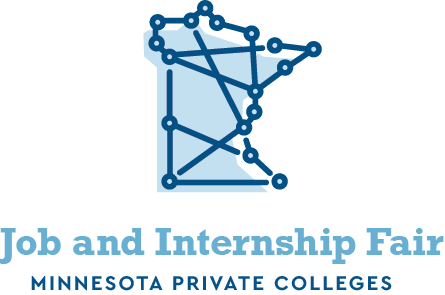 Job and Internship Fair
MINNESOTA PRIVATE COLLEGES